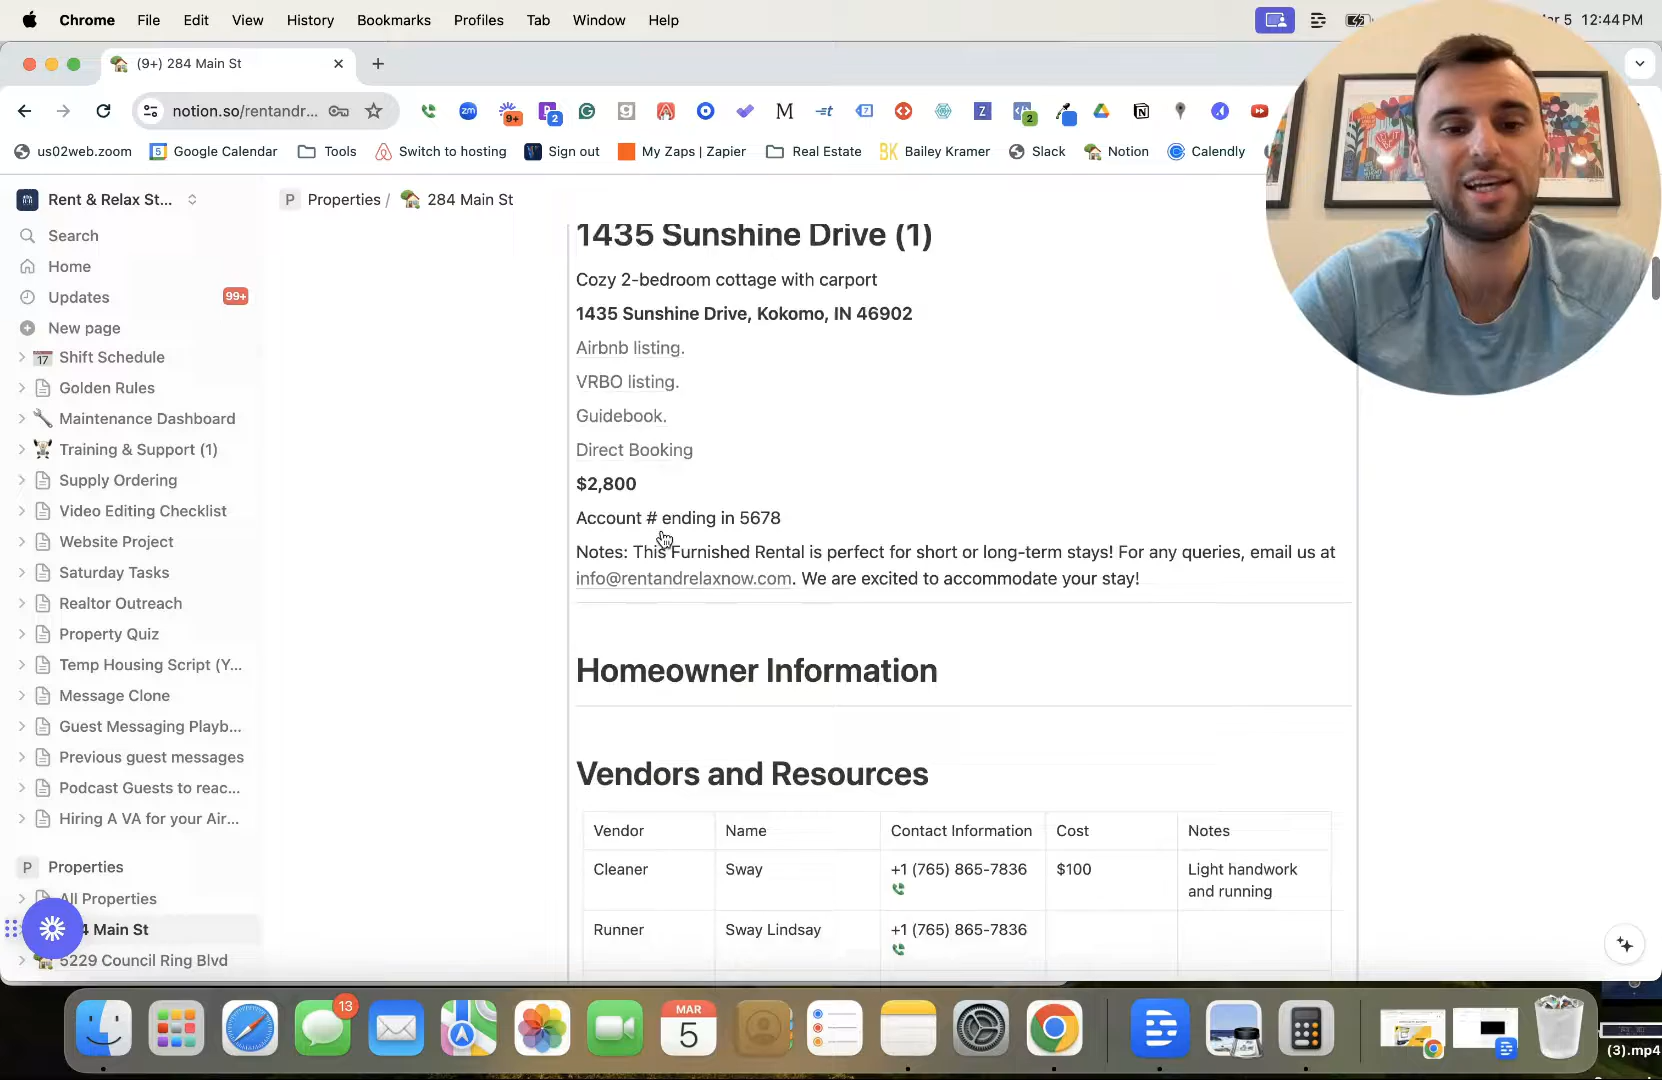 Chrome File Edit View History Bookmarks Profiles Tab Window Help
5 12:44 PM
(9+) 284 Main St
notion.so/rentandr...
zm 9+ 2 M Z 2
us02web.zoom 17 Google Calendar Tools Switch to hosting Sign out My Zaps | Zapier Real Estate BK Bailey Kramer Slack Notion Calendly
Rent & Relax St...
P Properties / 284 Main St
Search
Home
Updates 99+
New page
17 Shift Schedule
Golden Rules
Maintenance Dashboard
Training & Support (1)
Supply Ordering
Video Editing Checklist
Website Project
Saturday Tasks
Realtor Outreach
Property Quiz
Temp Housing Script (Y...
Message Clone
Guest Messaging Playb...
Previous guest messages
Podcast Guests to reac...
Hiring A VA for your Air...
P Properties
All Properties
4 Main St
5229 Council Ring Blvd
1435 Sunshine Drive (1)
Cozy 2-bedroom cottage with carport
1435 Sunshine Drive, Kokomo, IN 46902
Airbnb listing.
VRBO listing.
Guidebook.
Direct Booking
$2,800
Account # ending in 5678
Notes: This Furnished Rental is perfect for short or long-term stays! For any queries, email us at
info@rentandrelaxnow.com. We are excited to accommodate your stay!
Homeowner Information
Vendors and Resources
Vendor Name Contact Information Cost Notes
Cleaner Sway +1 (765) 865-7836 $100 Light handwork
and running
Runner Sway Lindsay +1 (765) 865-7836
13
MAR
5
(3).mp4